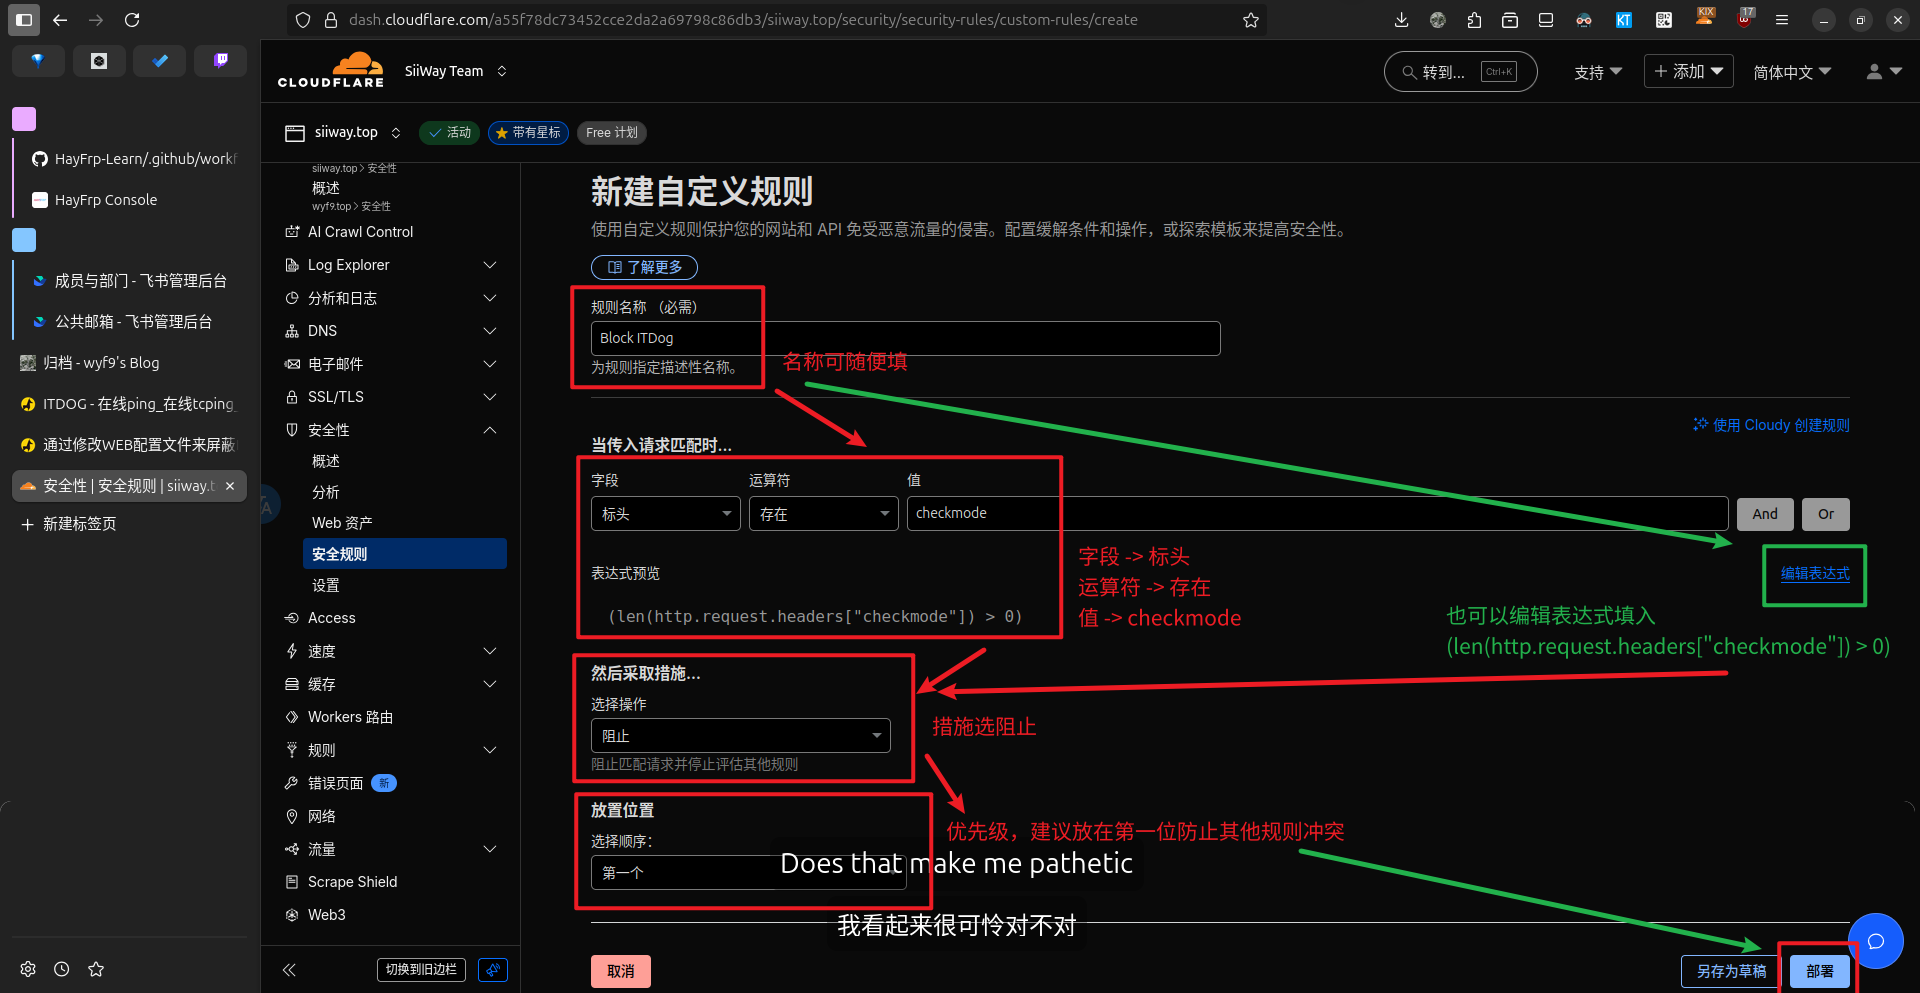 dash.cloudflare.com/a55f78dc73452cce2da2a69798c86db3/siiway.top/security/security-rules/custom-rules/create
KT
KIX
17
HayFrp-Learn/.github/workf
HayFrp Console
成员与部门 - 飞书管理后台
公共邮箱 - 飞书管理后台
归档 - wyf9's Blog
ITDOG - 在线ping_在线tcping_
通过修改WEB配置文件来屏蔽
安全性 | 安全规则 | siiway.t
新建标签页
CLOUDFLARE
SiiWay Team
转到...
Ctrl+K
支持
添加
简体中文
siiway.top
活动
带有星标
Free 计划
siiway.top > 安全性
概述
wyf9.top > 安全性
AI Crawl Control
Log Explorer
分析和日志
DNS
电子邮件
SSL/TLS
安全性
概述
分析
Web 资产
安全规则
设置
Access
速度
缓存
Workers 路由
规则
错误页面 新
网络
流量
Scrape Shield
Web3
切换到旧边栏
新建自定义规则
使用自定义规则保护您的网站和 API 免受恶意流量的侵害。配置缓解条件和操作，或探索模板来提高安全性。
了解更多
规则名称 （必需）
Block ITDog
为规则指定描述性名称。
名称可随便填
使用 Cloudy 创建规则
当传入请求匹配时...
字段 运算符 值
标头 存在 checkmode And Or
编辑表达式
表达式预览
(len(http.request.headers["checkmode"]) > 0)
字段 -> 标头
运算符 -> 存在
值 -> checkmode
也可以编辑表达式填入
(len(http.request.headers["checkmode"]) > 0)
然后采取措施...
选择操作
阻止
阻止匹配请求并停止评估其他规则
措施选阻止
放置位置
选择顺序：
第一个
优先级，建议放在第一位防止其他规则冲突
Does that make me pathetic
我看起来很可怜对不对
取消
另存为草稿
部署